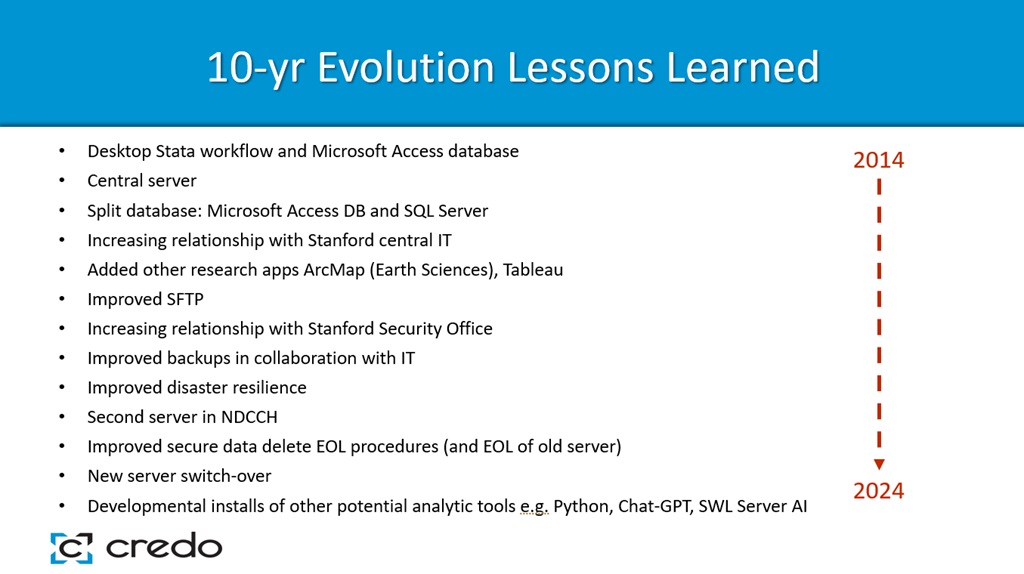 10-yr Evolution Lessons Learned
• Desktop Stata workflow and Microsoft Access database
• Central server
• Split database: Microsoft Access DB and SQL Server
• Increasing relationship with Stanford central IT
• Added other research apps ArcMap (Earth Sciences), Tableau
• Improved SFTP
• Increasing relationship with Stanford Security Office
• Improved backups in collaboration with IT
• Improved disaster resilience
• Second server in NDCCH
• Improved secure data delete EOL procedures (and EOL of old server)
• New server switch-over
• Developmental installs of other potential analytic tools e.g. Python, Chat-GPT, SWL Server AI
2014
2024
c credo